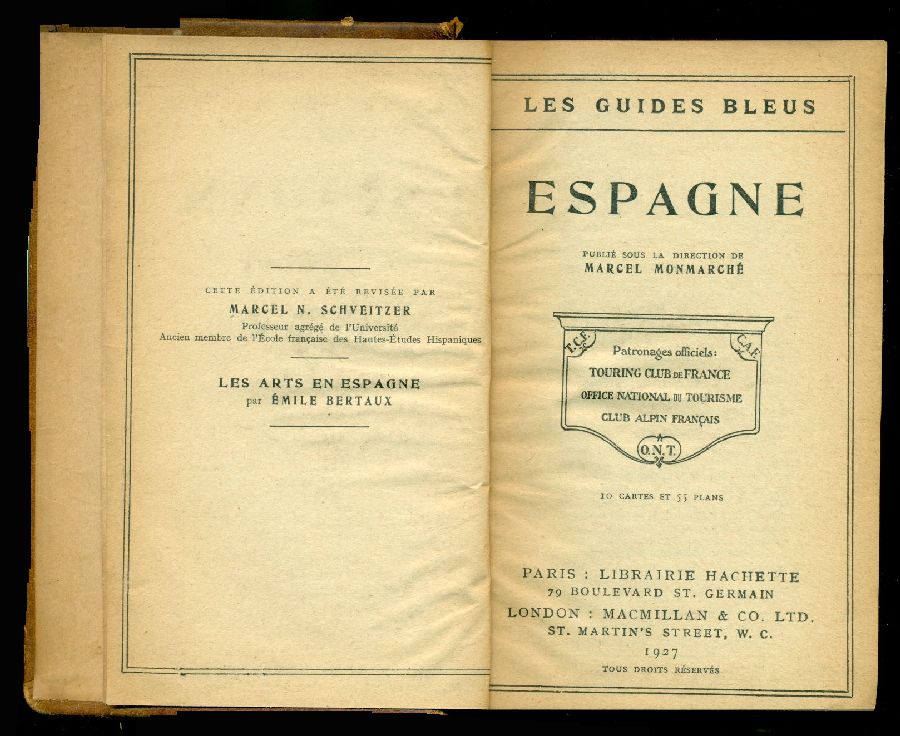 CETTE ÉDITION A ÉTÉ REVISÉE PAR
MARCEL N. SCHVEITZER
Professeur agrégé de l'Université
Ancien membre de l'École française des Hautes-Études Hispaniques
LES ARTS EN ESPAGNE
par ÉMILE BERTAUX
LES GUIDES BLEUS
ESPAGNE
PUBLIÉ SOUS LA DIRECTION DE
MARCEL MONMARCHÉ
T.C.F.
C.A.F.
Patronages officiels:
TOURING CLUB DE FRANCE
OFFICE NATIONAL DU TOURISME
CLUB ALPIN FRANÇAIS
O.N.T.
10 CARTES ET 55 PLANS
PARIS : LIBRAIRIE HACHETTE
79 BOULEVARD ST. GERMAIN
LONDON : MACMILLAN & CO. LTD.
ST. MARTIN'S STREET, W. C.
1927
TOUS DROITS RÉSERVÉS